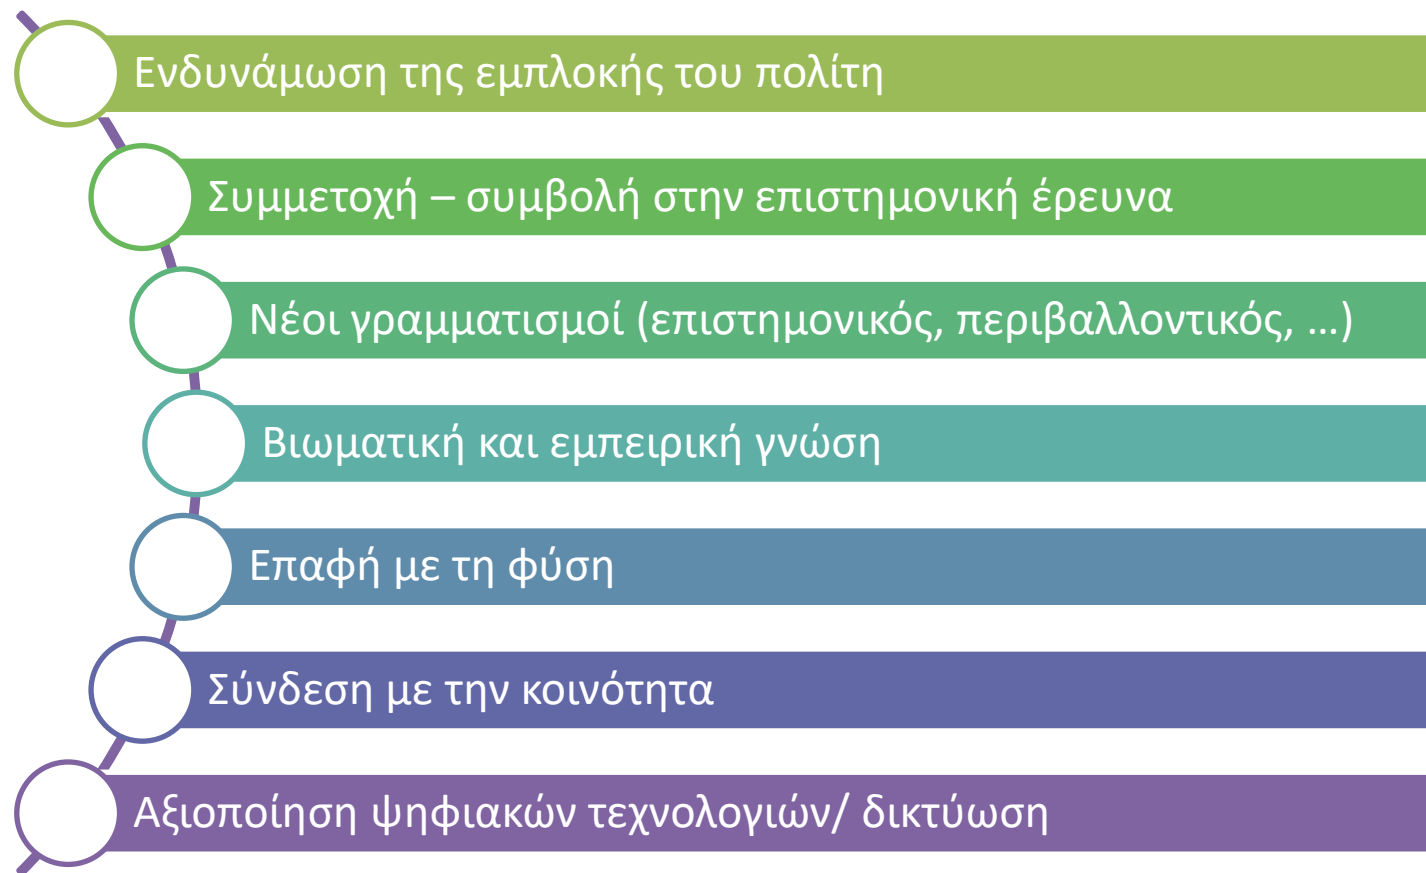 Ενδυνάμωση της εμπλοκής του πολίτη
Συμμετοχή – συμβολή στην επιστημονική έρευνα
Νέοι γραμματισμοί (επιστημονικός, περιβαλλοντικός, …)
Βιωματική και εμπειρική γνώση
Επαφή με τη φύση
Σύνδεση με την κοινότητα
Αξιοποίηση ψηφιακών τεχνολογιών/ δικτύωση